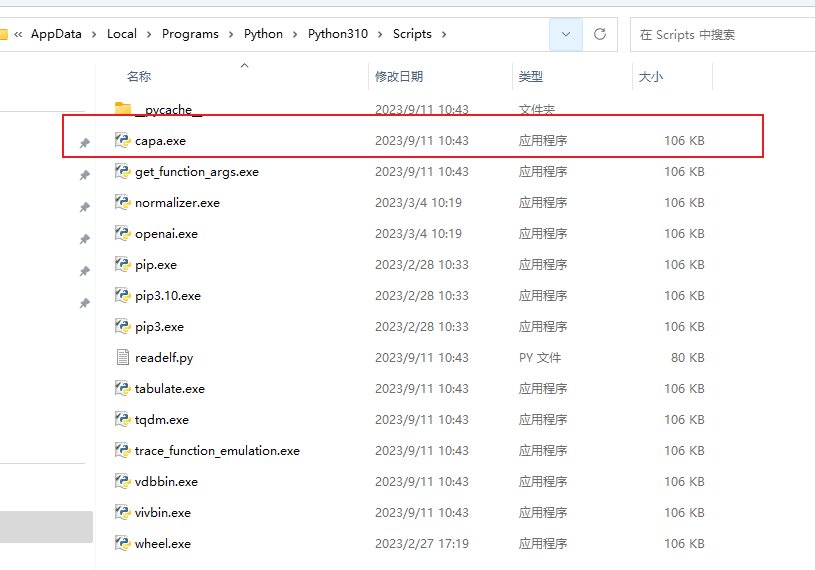 « AppData › Local › Programs › Python › Python310 › Scripts › 在 Scripts 中搜索
名称 修改日期 类型 大小
__pycache__ 2023/9/11 10:43 文件夹
capa.exe 2023/9/11 10:43 应用程序 106 KB
get_function_args.exe 2023/9/11 10:43 应用程序 106 KB
normalizer.exe 2023/3/4 10:19 应用程序 106 KB
openai.exe 2023/3/4 10:19 应用程序 106 KB
pip.exe 2023/2/28 10:33 应用程序 106 KB
pip3.10.exe 2023/2/28 10:33 应用程序 106 KB
pip3.exe 2023/2/28 10:33 应用程序 106 KB
readelf.py 2023/9/11 10:43 PY 文件 80 KB
tabulate.exe 2023/9/11 10:43 应用程序 106 KB
tqdm.exe 2023/9/11 10:43 应用程序 106 KB
trace_function_emulation.exe 2023/9/11 10:43 应用程序 106 KB
vdbbin.exe 2023/9/11 10:43 应用程序 106 KB
vivbin.exe 2023/9/11 10:43 应用程序 106 KB
wheel.exe 2023/2/27 17:19 应用程序 106 KB